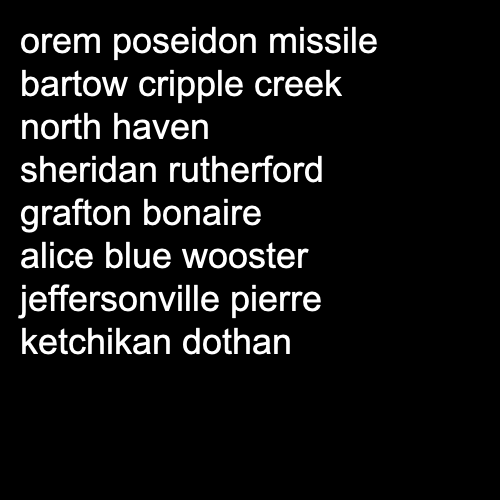 orem poseidon missile
bartow cripple creek
north haven
sheridan rutherford
grafton bonaire
alice blue wooster
jeffersonville pierre
ketchikan dothan